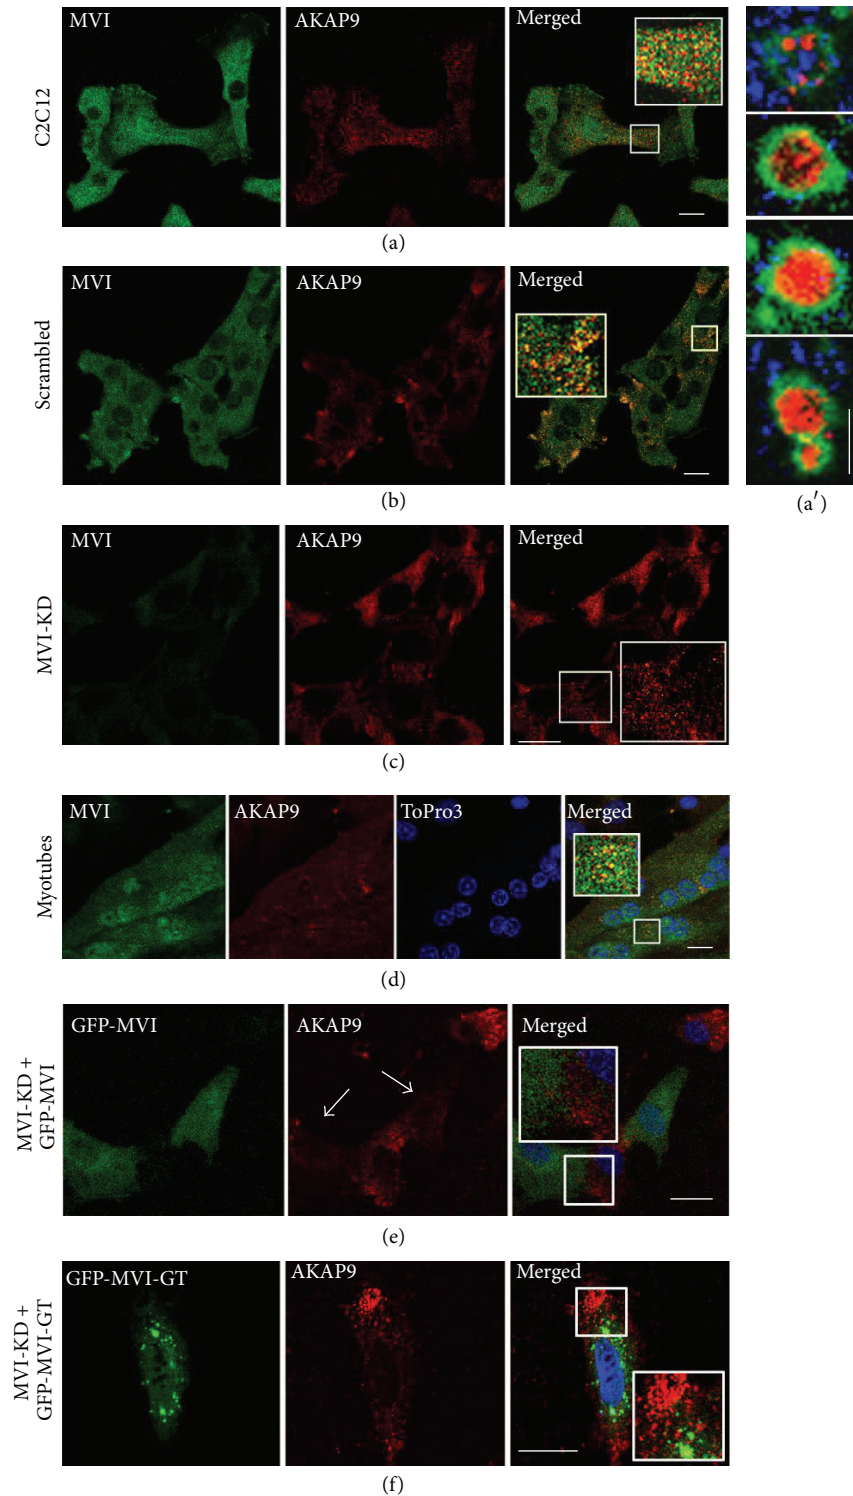 C2C12
MVI
AKAP9
Merged
(a)
Scrambled
MVI
AKAP9
Merged
(b)
(a′)
MVI-KD
MVI
AKAP9
Merged
(c)
Myotubes
MVI
AKAP9
ToPro3
Merged
(d)
MVI-KD +
GFP-MVI
GFP-MVI
AKAP9
Merged
(e)
MVI-KD +
GFP-MVI-GT
GFP-MVI-GT
AKAP9
Merged
(f)